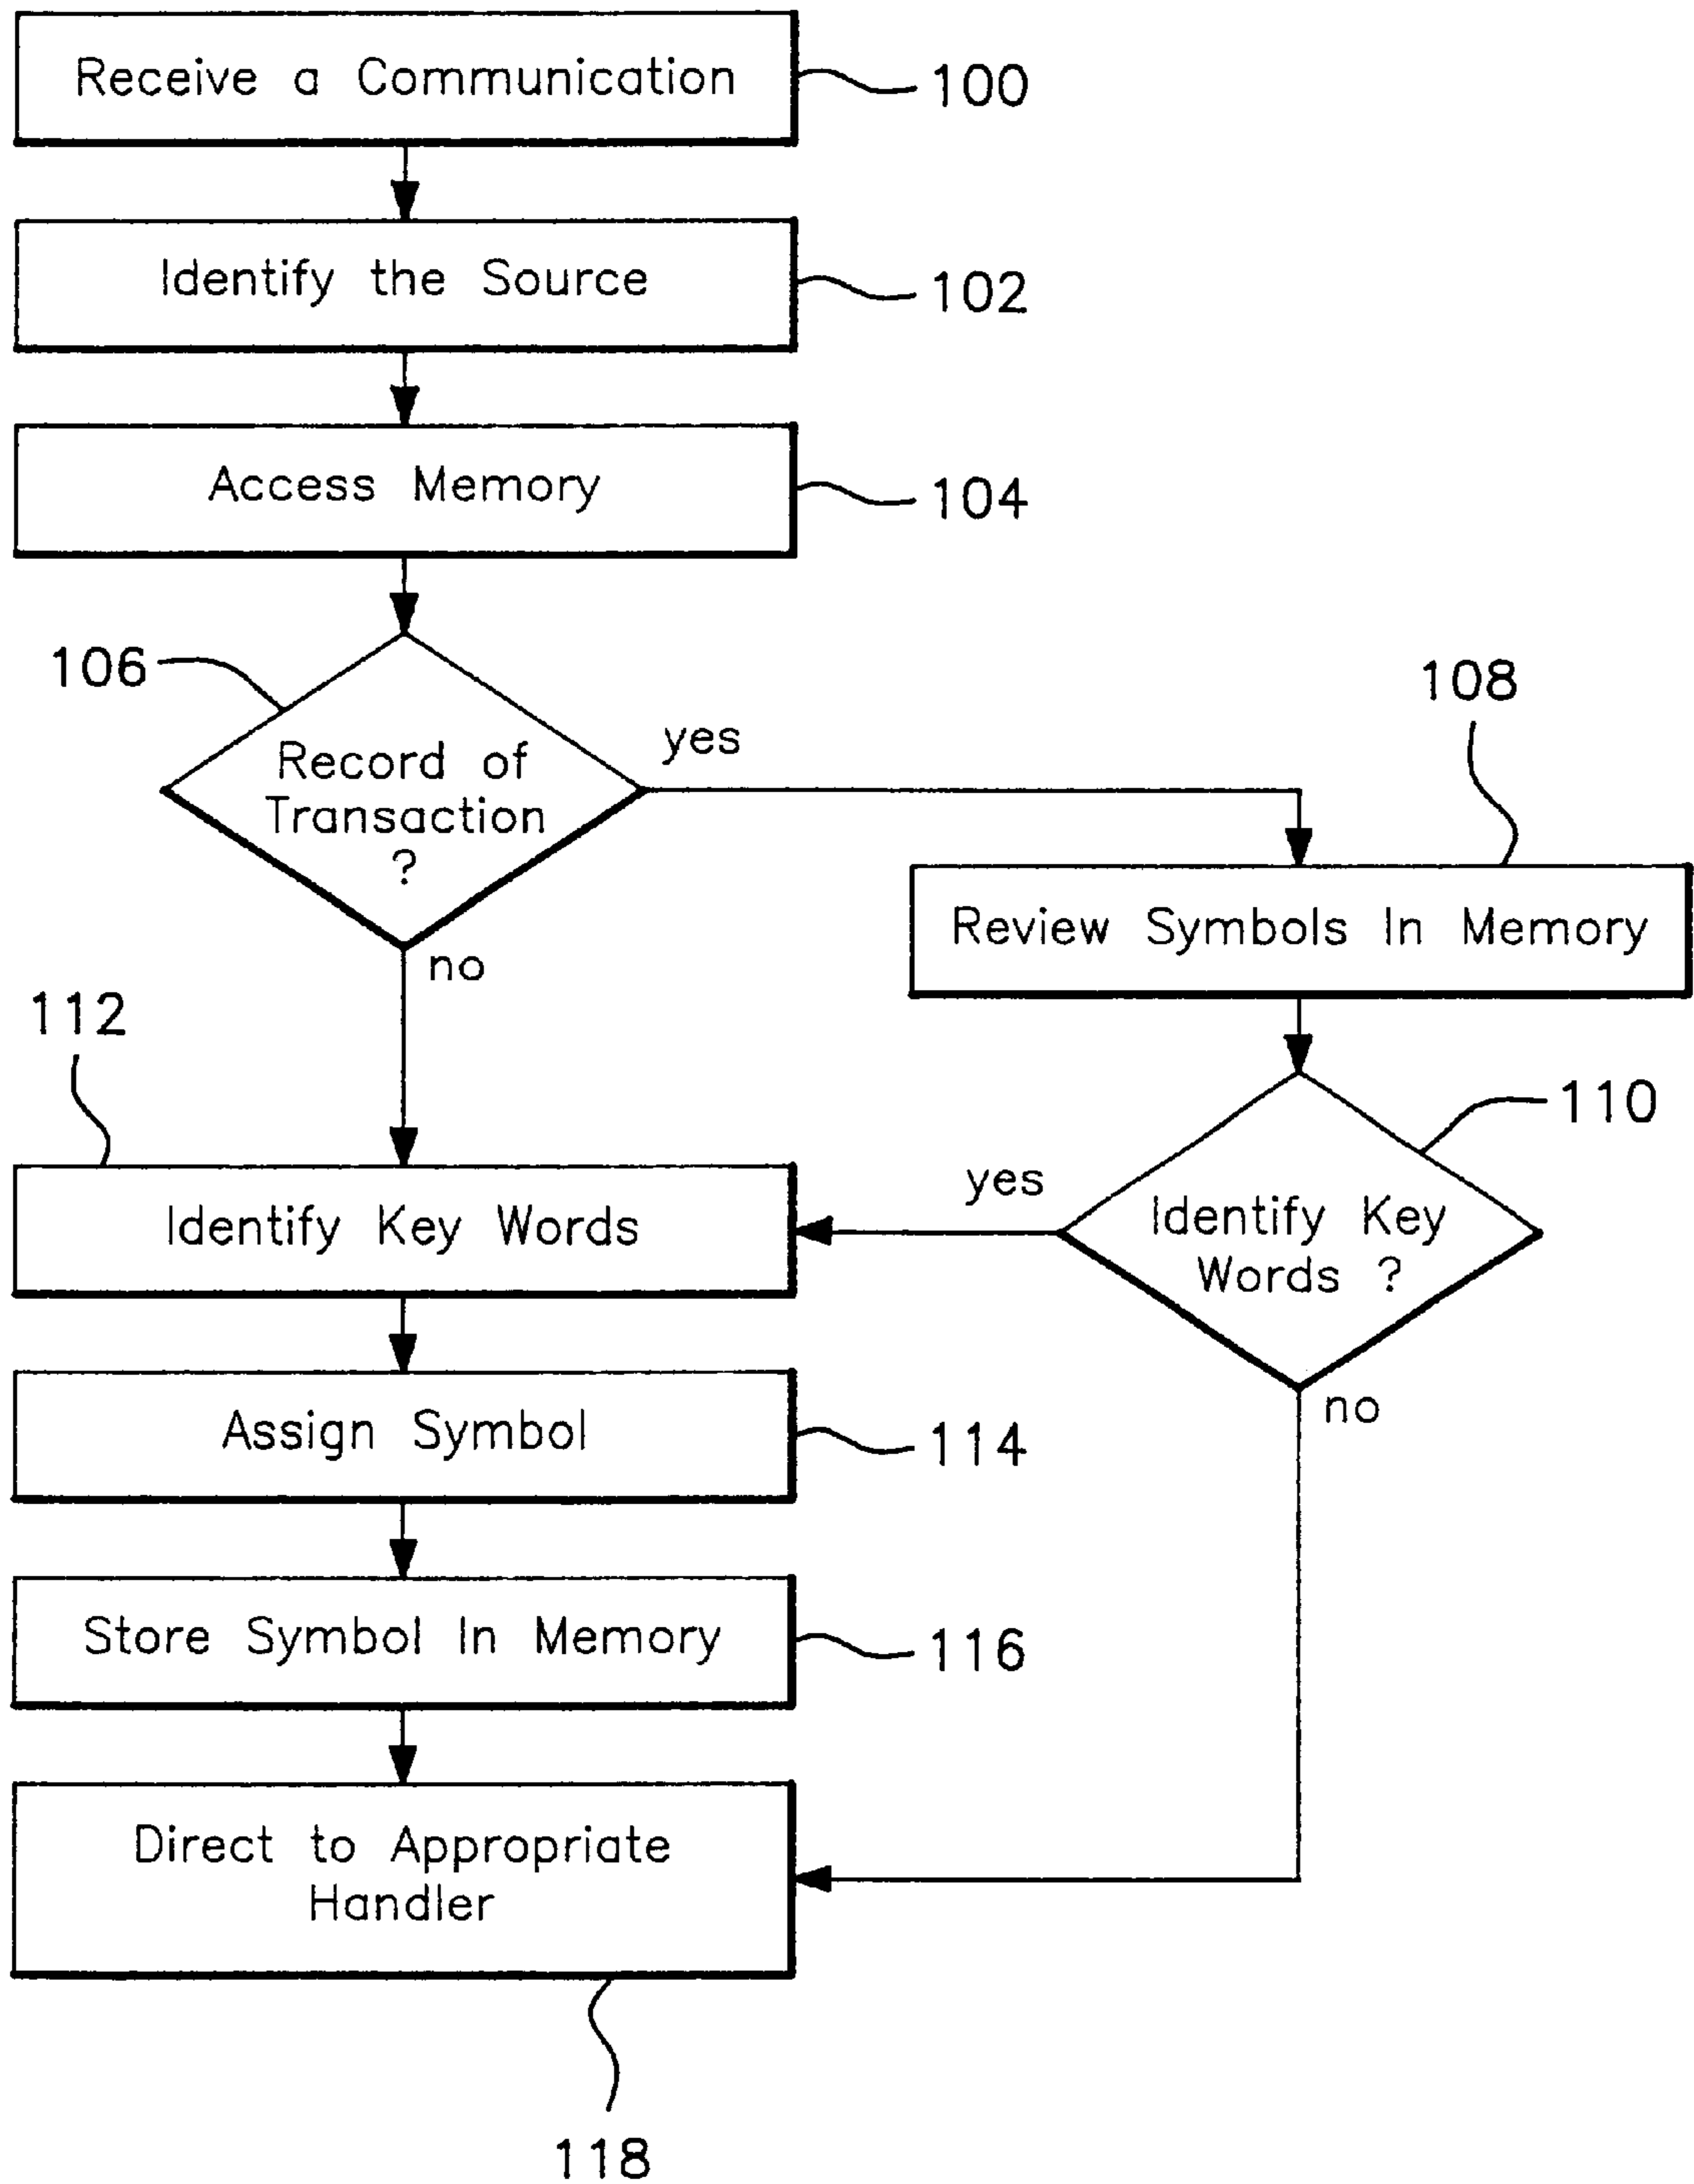 Receive a Communication
100
Identify the Source
102
Access Memory
104
106
Record of
Transaction
?
yes
no
108
Review Symbols In Memory
110
Identify Key
Words ?
yes
no
112
Identify Key Words
Assign Symbol
114
Store Symbol In Memory
116
Direct to Appropriate
Handler
118